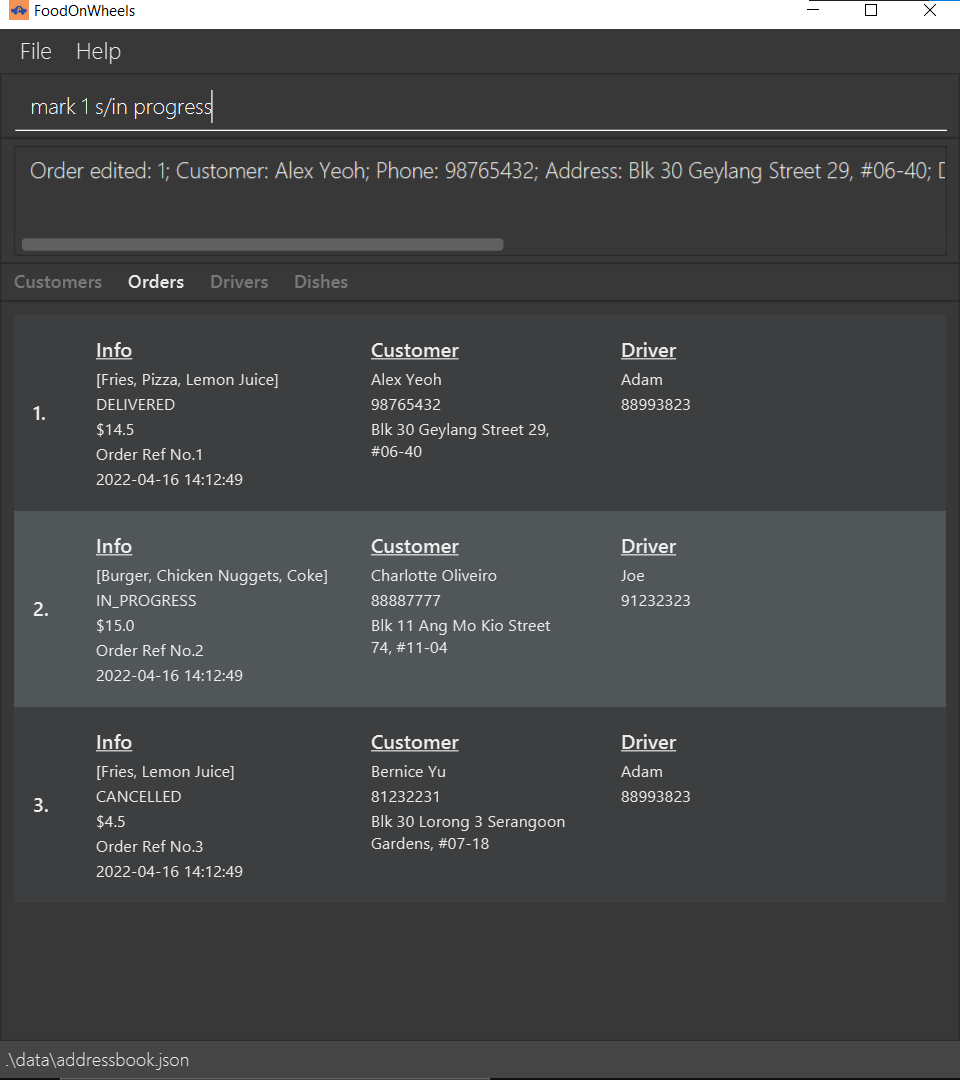 FoodOnWheels
File Help
mark 1 s/in progress
Order edited: 1; Customer: Alex Yeoh; Phone: 98765432; Address: Blk 30 Geylang Street 29, #06-40;
Customers Orders Drivers Dishes
1.
Info
[Fries, Pizza, Lemon Juice]
DELIVERED
$14.5
Order Ref No.1
2022-04-16 14:12:49
Customer
Alex Yeoh
98765432
Blk 30 Geylang Street 29,
#06-40
Driver
Adam
88993823
2.
Info
[Burger, Chicken Nuggets, Coke]
IN_PROGRESS
$15.0
Order Ref No.2
2022-04-16 14:12:49
Customer
Charlotte Oliveiro
88887777
Blk 11 Ang Mo Kio Street
74, #11-04
Driver
Joe
91232323
3.
Info
[Fries, Lemon Juice]
CANCELLED
$4.5
Order Ref No.3
2022-04-16 14:12:49
Customer
Bernice Yu
81232231
Blk 30 Lorong 3 Serangoon
Gardens, #07-18
Driver
Adam
88993823
.\data\addressbook.json